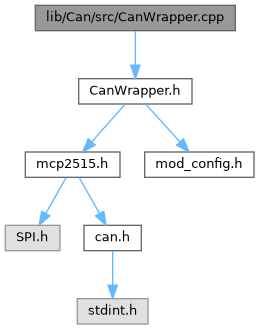 lib/Can/src/CanWrapper.cpp
CanWrapper.h
mcp2515.h
mod_config.h
SPI.h
can.h
stdint.h